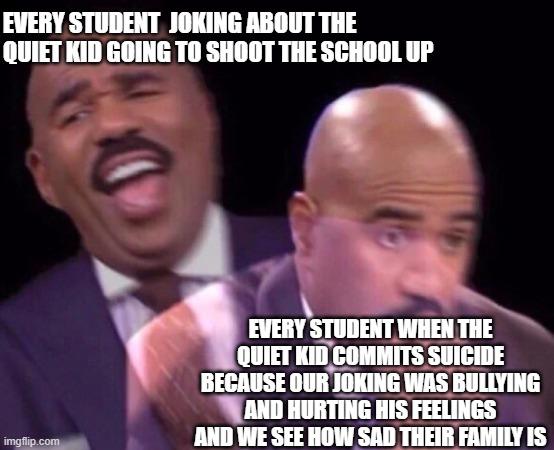 EVERY STUDENT JOKING ABOUT THE
QUIET KID GOING TO SHOOT THE SCHOOL UP
EVERY STUDENT WHEN THE
QUIET KID COMMITS SUICIDE
BECAUSE OUR JOKING WAS BULLYING
AND HURTING HIS FEELINGS
AND WE SEE HOW SAD THEIR FAMILY IS
imgflip.com